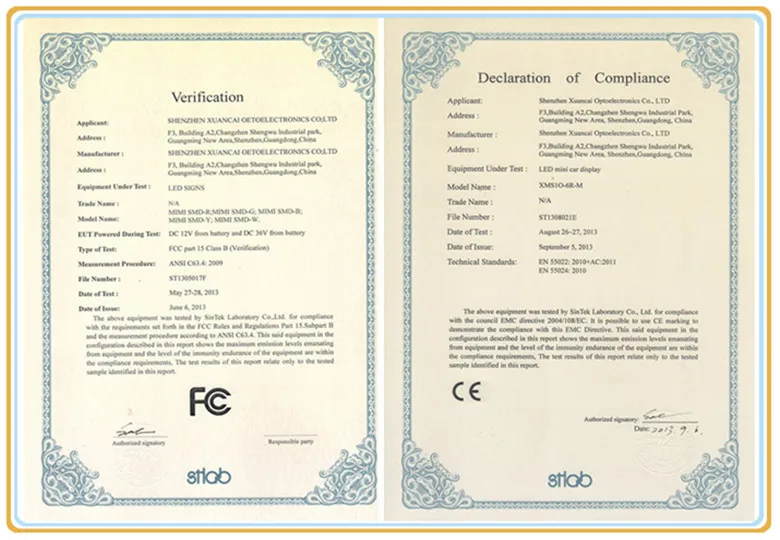 Verification
Applicant: SHENZHEN XUANCAI OETOELECTRONICS CO;LTD
Address : F3, Building A2,Changzhen Shengwu Industrial park,
Guangming New Area,Shenzhen,Guangdong,China
Manufacturer : SHENZHEN XUANCAI OETOELECTRONICS CO;LTD
Address : F3, Building A2,Changzhen Shengwu Industrial park,
Guangming New Area,Shenzhen,Guangdong,China
Equipment Under Test : LED SIGNS
Trade Name : N/A
Model Name: MIMI SMD-R;MIMI SMD-G; MIMI SMD-B;
MIMI SMD-Y; MIMI SMD-W.
EUT Powered During Test: DC 12V from battery and DC 36V from battery
Type of Test: FCC part 15 Class B (Verification)
Measurement Procedure: ANSI C63.4: 2009
File Number : ST1305017F
Date of Test : May 27-28, 2013
Date of Issue: June 6, 2013
The above equipment was tested by SinTek Laboratory Co.,Ltd. for compliance
with the requirements set forth in the FCC Rules and Regulations Part 15.Subpart B
and the measurement procedure according to ANSI C63.4. This said equipment in the
configuration described in this report shows the maximum emission levels emanating
from equipment and the level of the immunity endurance of the equipment are within
the compliance requirements, The test results of this report relate only to the tested
sample identified in this report.
FCC
Authorized signatory Responsible party
stlab
Declaration of Compliance
Applicant: Shenzhen Xuancai Optoelectronics Co., LTD
Address : F3,Building A2,Changzhen Shengwu Industrial Park,
Guangming New Area, Shenzhen,Guangdong, China
Manufacturer : Shenzhen Xuancai Optoelectronics Co., LTD
Address : F3,Building A2,Changzhen Shengwu Industrial Park,
Guangming New Area, Shenzhen,Guangdong, China
Equipment Under Test : LED mini car display
Model Name : XMS1O-6R-M
Trade Name : N/A
File Number : ST1308021E
Date of Test : August 26-27, 2013
Date of Issue: September 5, 2013
Technical Standards: EN 55022: 2010+AC:2011
EN 55024: 2010
The above equipment was tested by SinTek Laboratory Co., Ltd. for compliance
with the council EMC directive 2004/108/EC. It is possible to use CE marking to
demonstrate the compliance with this EMC Directive. This said equipment in the
configuration described in this report shows the maximum emission levels emanating
from equipment and the level of the immunity endurance of the equipment are within
the compliance requirements, The test results of this report relate only to the tested
sample identified in this report.
CE
Authorized signatory:
Date: 2013. 9. 6.
stlab